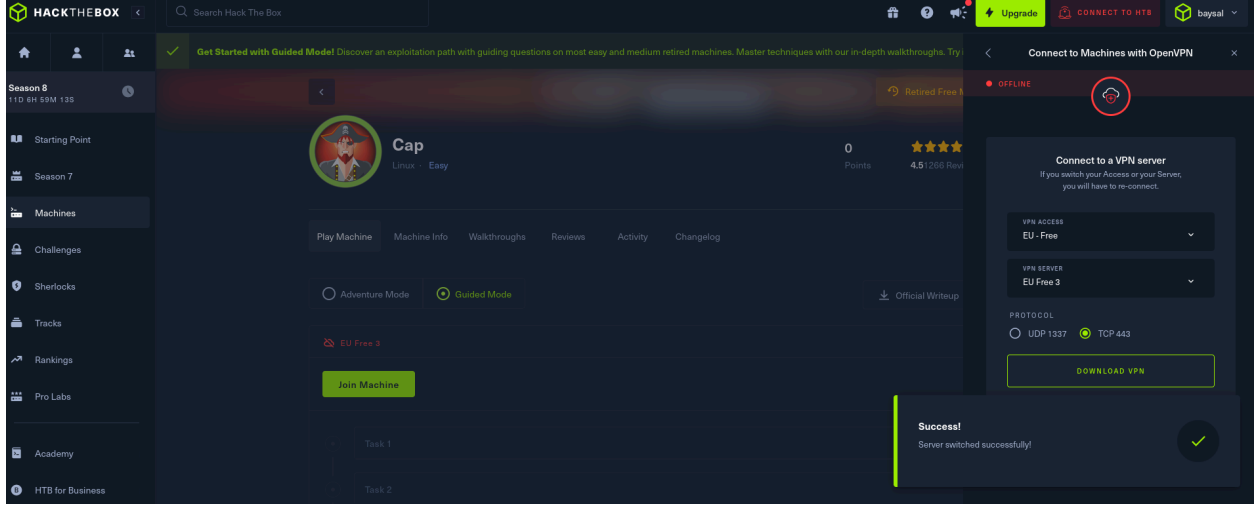 HACKTHEBOX
Search Hack The Box
Upgrade
CONNECT TO HTB
baysal
Get Started with Guided Mode! Discover an exploitation path with guiding questions on most easy and medium retired machines. Master techniques with our in-depth walkthroughs. Try
Season 8
11D 6H 59M 13S
Starting Point
Season 7
Machines
Challenges
Sherlocks
Tracks
Rankings
Pro Labs
Academy
HTB for Business
Retired Free
Cap
Linux · Easy
0
Points
4.5 1266
Play Machine
Machine Info
Walkthroughs
Reviews
Activity
Changelog
Adventure Mode
Guided Mode
Official Writeup
EU Free 3
Join Machine
Task 1
Task 2
Connect to Machines with OpenVPN
OFFLINE
Connect to a VPN server
If you switch your Access or your Server,
you will have to re-connect.
VPN ACCESS
EU - Free
VPN SERVER
EU Free 3
PROTOCOL
UDP 1337
TCP 443
DOWNLOAD VPN
Success!
Server switched successfully!